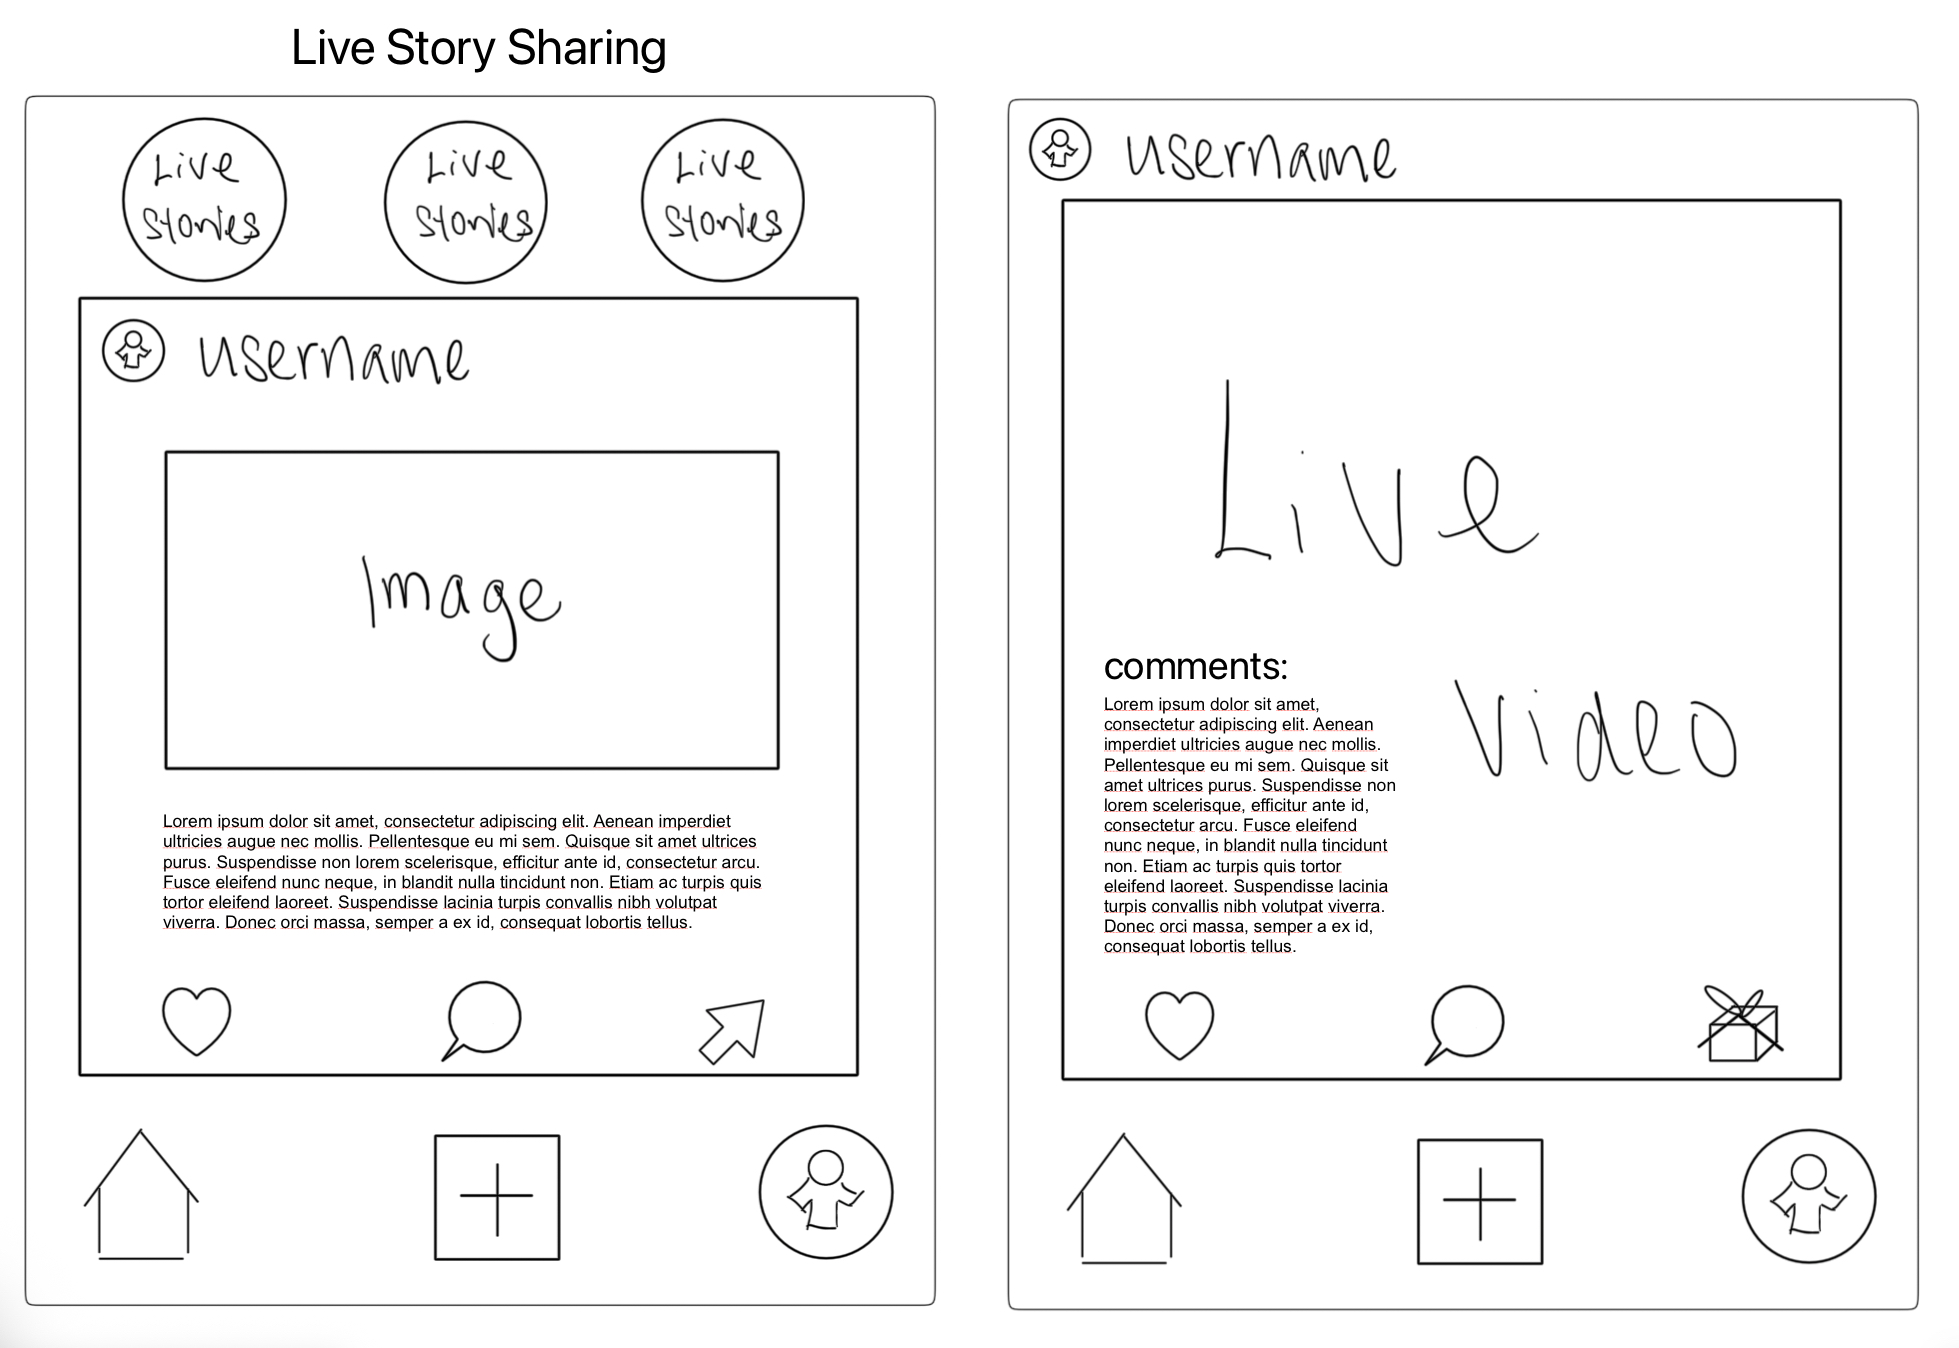 Live Story Sharing
Live
Stories
Live
Stories
Live
Stories
username
Image
Lorem ipsum dolor sit amet, consectetur adipiscing elit. Aenean imperdiet
ultricies augue nec mollis. Pellentesque eu mi sem. Quisque sit amet ultrices
purus. Suspendisse non lorem scelerisque, efficitur ante id, consectetur arcu.
Fusce eleifend nunc neque, in blandit nulla tincidunt non. Etiam ac turpis quis
tortor eleifend laoreet. Suspendisse lacinia turpis convallis nibh volutpat
viverra. Donec orci massa, semper a ex id, consequat lobortis tellus.
username
Live
Video
comments:
Lorem ipsum dolor sit amet,
consectetur adipiscing elit. Aenean
imperdiet ultricies augue nec mollis.
Pellentesque eu mi sem. Quisque sit
amet ultrices purus. Suspendisse non
lorem scelerisque, efficitur ante id,
consectetur arcu. Fusce eleifend
nunc neque, in blandit nulla tincidunt
non. Etiam ac turpis quis tortor
eleifend laoreet. Suspendisse lacinia
turpis convallis nibh volutpat viverra.
Donec orci massa, semper a ex id,
consequat lobortis tellus.